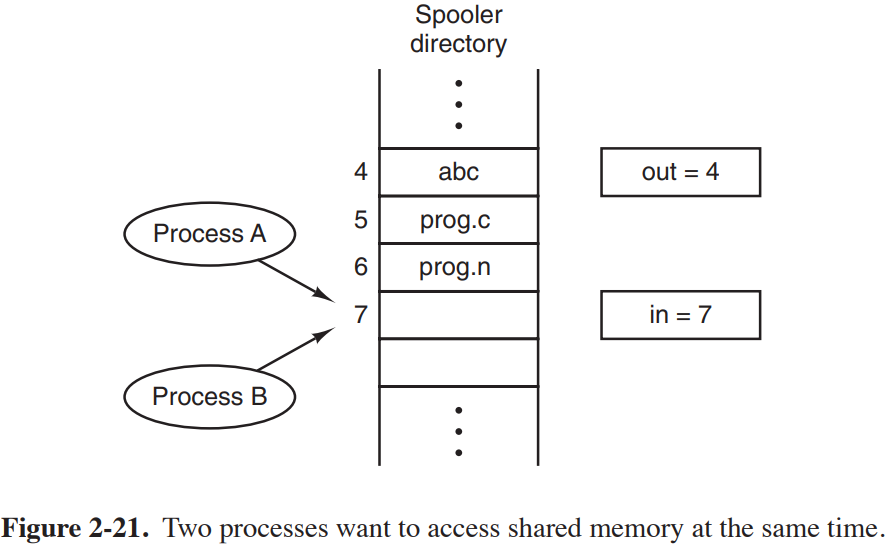 Spooler
directory
4 abc out = 4
Process A
5 prog.c
6 prog.n
7 in = 7
Process B
Figure 2-21. Two processes want to access shared memory at the same time.